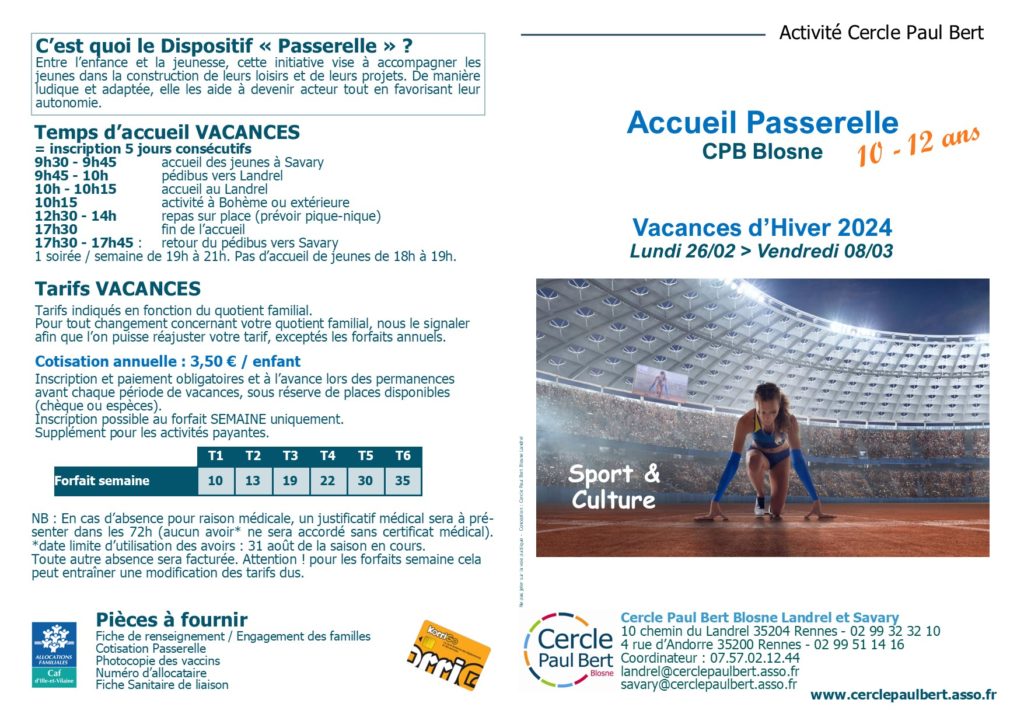 C'est quoi le Dispositif « Passerelle » ?
Entre l'enfance et la jeunesse, cette initiative vise à accompagner les
jeunes dans la construction de leurs loisirs et de leurs projets. De manière
ludique et adaptée, elle les aide à devenir acteur tout en favorisant leur
autonomie.
Temps d'accueil VACANCES
= inscription 5 jours consécutifs
9h30 - 9h45 accueil des jeunes à Savary
9h45 - 10h pédibus vers Landrel
10h - 10h15 accueil au Landrel
10h15 activité à Bohème ou extérieure
12h30 - 14h repas sur place (prévoir pique-nique)
17h30 fin de l'accueil
17h30 - 17h45 : retour du pédibus vers Savary
1 soirée / semaine de 19h à 21h. Pas d'accueil de jeunes de 18h à 19h.
Tarifs VACANCES
Tarifs indiqués en fonction du quotient familial.
Pour tout changement concernant votre quotient familial, nous le signaler
afin que l'on puisse réajuster votre tarif, exceptés les forfaits annuels.
Cotisation annuelle : 3,50 € / enfant
Inscription et paiement obligatoires et à l'avance lors des permanences
avant chaque période de vacances, sous réserve de places disponibles
(chèque ou espèces).
Inscription possible au forfait SEMAINE uniquement.
Supplément pour les activités payantes.
T1 T2 T3 T4 T5 T6
Forfait semaine 10 13 19 22 30 35
NB : En cas d'absence pour raison médicale, un justificatif médical sera à pré-
senter dans les 72h (aucun avoir* ne sera accordé sans certificat médical).
*date limite d'utilisation des avoirs : 31 août de la saison en cours.
Toute autre absence sera facturée. Attention ! pour les forfaits semaine cela
peut entraîner une modification des tarifs dus.
ALLOCATIONS
FAMILIALES
Caf
d'Ille-et-Vilaine
Pièces à fournir
Fiche de renseignement / Engagement des familles
Cotisation Passerelle
Photocopie des vaccins
Numéro d'allocataire
Fiche Sanitaire de liaison
KorriGo
Activité Cercle Paul Bert
Accueil Passerelle
CPB Blosne
10 - 12 ans
Vacances d'Hiver 2024
Lundi 26/02 > Vendredi 08/03
Sport &
Culture
Ne pas jeter sur la voie publique - Conception : Cercle Paul Bert Blosne Landrel
Cercle
Paul Bert
Blosne
Cercle Paul Bert Blosne Landrel et Savary
10 chemin du Landrel 35204 Rennes - 02 99 32 32 10
4 rue d'Andorre 35200 Rennes - 02 99 51 14 16
Coordinateur : 07.57.02.12.44
landrel@cerclepaulbert.asso.fr
savary@cerclepaulbert.asso.fr
www.cerclepaulbert.asso.fr